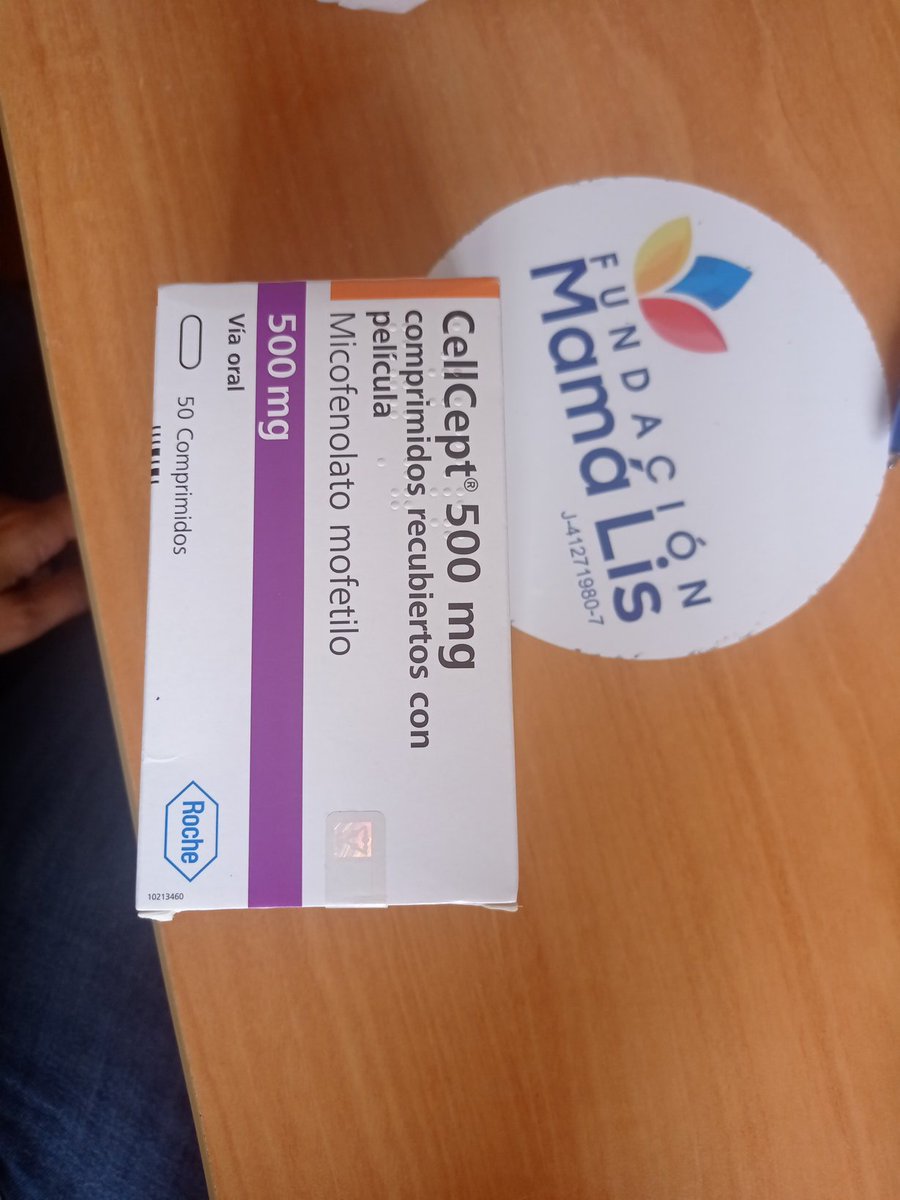 FUNDACIÓN
Mamá Lis
J-41271980-7
CellCept® 500 mg
comprimidos recubiertos con
película
Micofenolato mofetilo
500 mg
Vía oral
50 Comprimidos
Roche
10213460